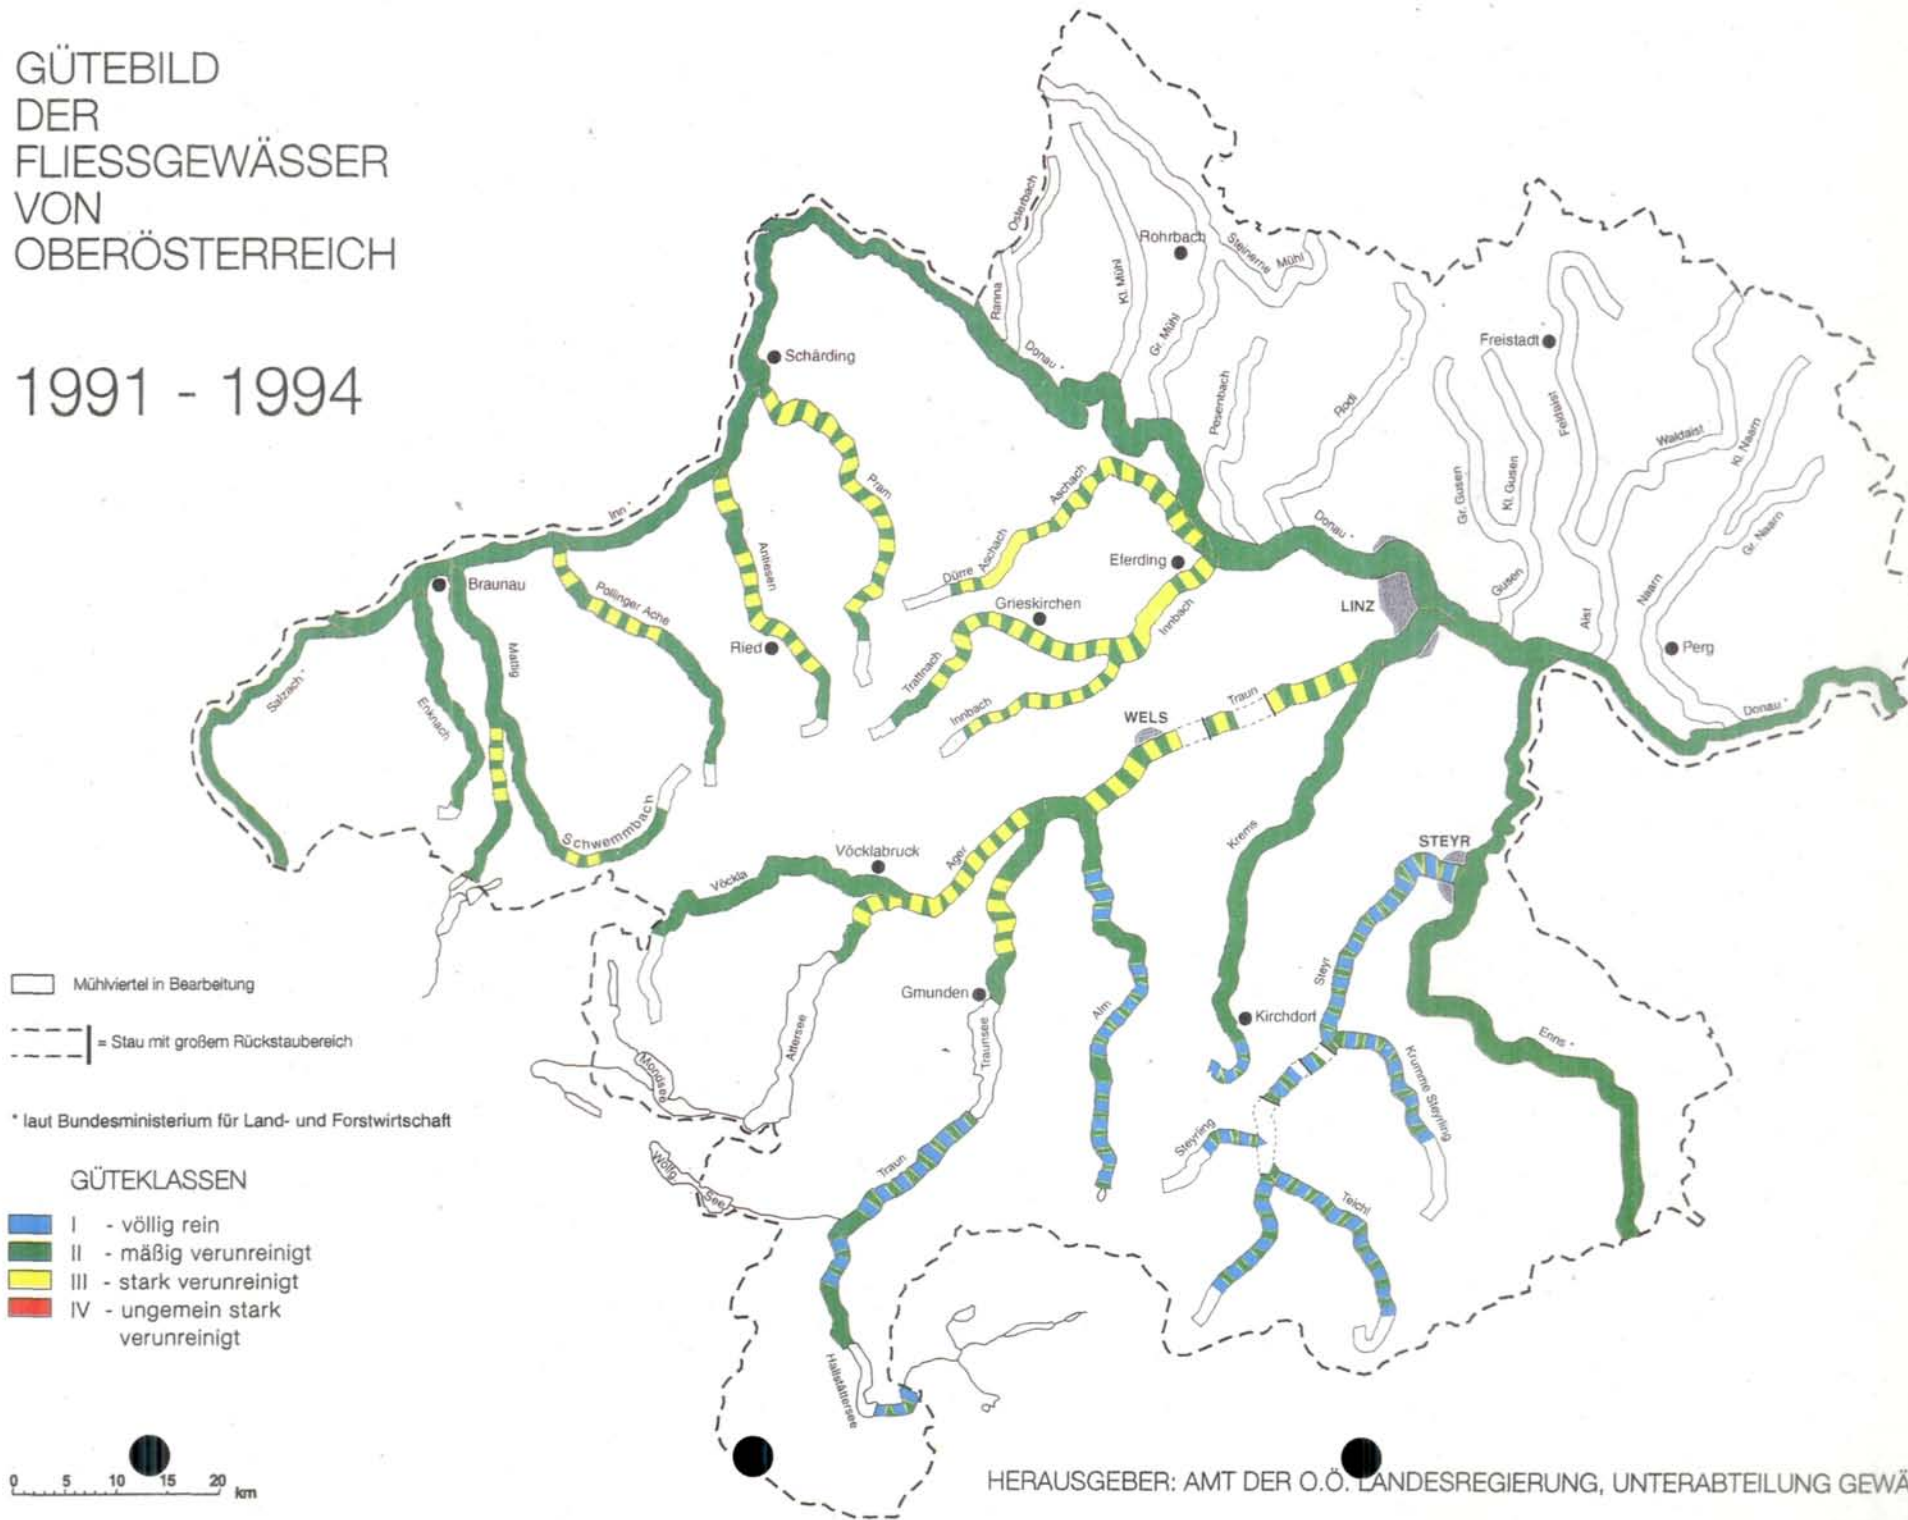 GÜTEBILD
DER
FLIESSGEWÄSSER
VON
OBERÖSTERREICH
1991 - 1994
Osterbach
Ranna
Kl. Mühl
Rohrbach
Steinerne Mühl
Gr. Mühl
Donau *
Pesenbach
Rodl
Freistadt
Feldaist
Waldaist
Kl. Naarn
Gr. Naarn
Gr. Gusen
Kl. Gusen
Gusen
Aist
Naarn
Perg
Donau *
Donau *
LINZ
Schärding
Pram
Inn
Antiesen
Ried
Braunau
Pollinger Ache
Mattig
Enknach
Salzach *
Schwemmbach
Aschach
Dürre Aschach
Eferding
Grieskirchen
Innbach
Trattnach
Innbach
WELS
Traun
Krems
STEYR
Vöcklabruck
Vöckla
Ager
Gmunden
Traunsee
Attersee
Mondsee
Alm
Kirchdorf
Steyr
Krumme Steyrling
Enns *
Steyrling
Teichl
Traun
Wolfg.
See
Hallstättersee
Mühlviertel in Bearbeitung
= Stau mit großem Rückstaubereich
* laut Bundesministerium für Land- und Forstwirtschaft
GÜTEKLASSEN
I - völlig rein
II - mäßig verunreinigt
III - stark verunreinigt
IV - ungemein stark
verunreinigt
0 5 10 15 20 km
HERAUSGEBER: AMT DER O.Ö. LANDESREGIERUNG, UNTERABTEILUNG GEWÄ